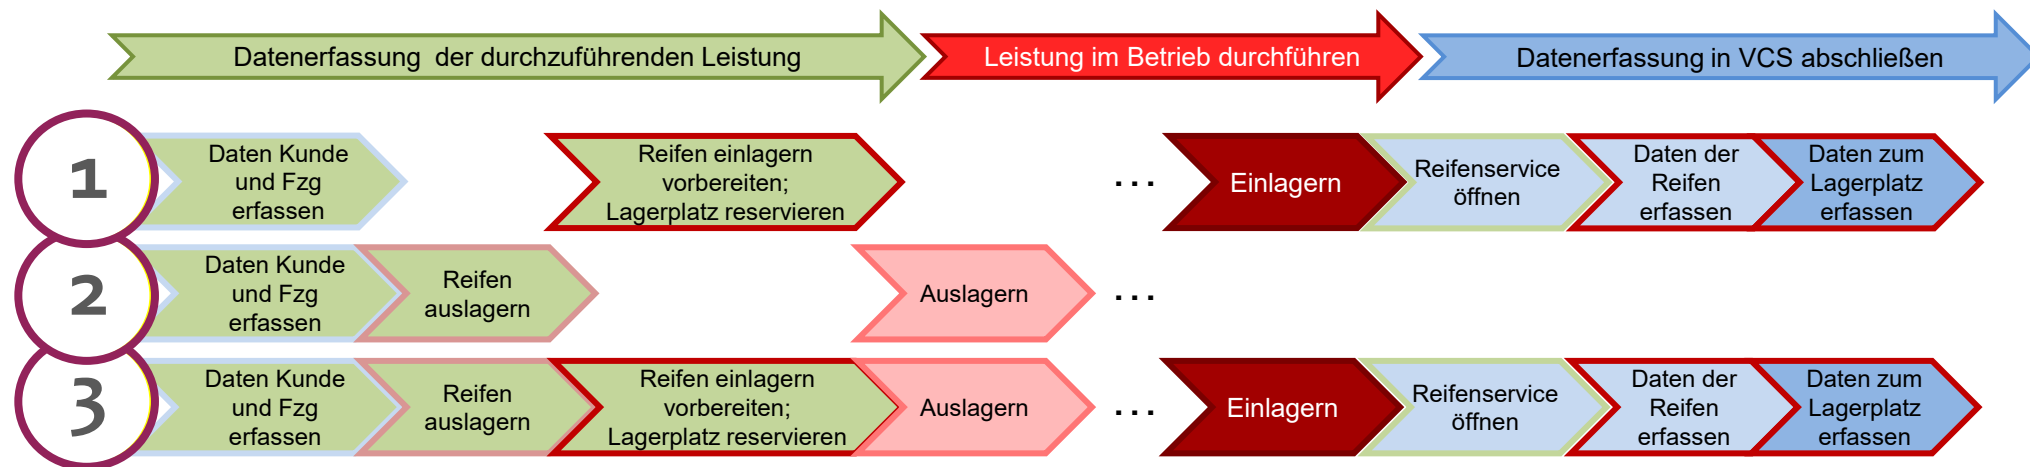 Datenerfassung der durchzuführenden Leistung
Leistung im Betrieb durchführen
Datenerfassung in VCS abschließen
1
Daten Kunde
und Fzg
erfassen
Reifen einlagern
vorbereiten;
Lagerplatz reservieren
...
Einlagern
Reifenservice
öffnen
Daten der
Reifen
erfassen
Daten zum
Lagerplatz
erfassen
2
Daten Kunde
und Fzg
erfassen
Reifen
auslagern
Auslagern
...
3
Daten Kunde
und Fzg
erfassen
Reifen
auslagern
Reifen einlagern
vorbereiten;
Lagerplatz reservieren
Auslagern
...
Einlagern
Reifenservice
öffnen
Daten der
Reifen
erfassen
Daten zum
Lagerplatz
erfassen